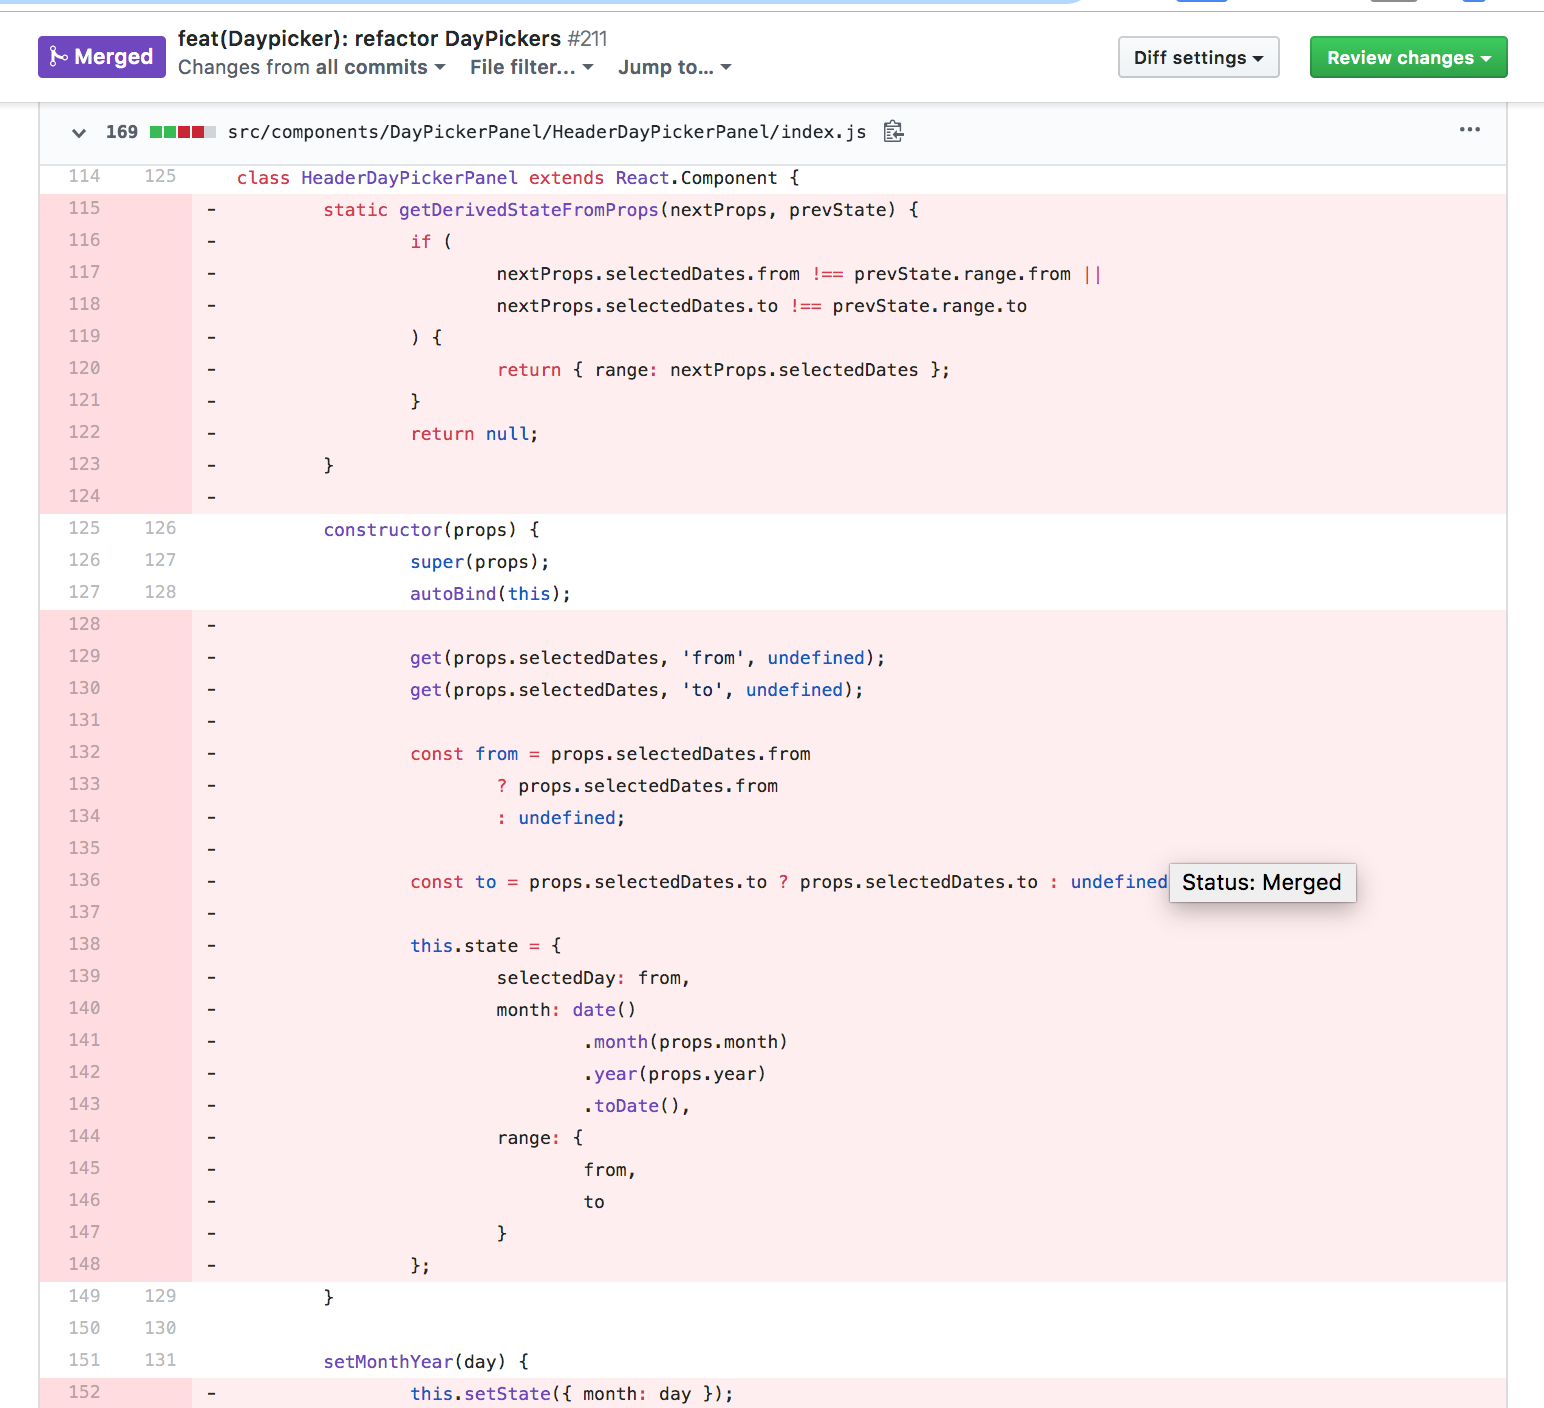 Merged
feat(Daypicker): refactor DayPickers #211
Changes from all commits File filter... Jump to...
Diff settings
Review changes
169 src/components/DayPickerPanel/HeaderDayPickerPanel/index.js ...
114 125 class HeaderDayPickerPanel extends React.Component {
115 - static getDerivedStateFromProps(nextProps, prevState) {
116 - if (
117 - nextProps.selectedDates.from !== prevState.range.from ||
118 - nextProps.selectedDates.to !== prevState.range.to
119 - ) {
120 - return { range: nextProps.selectedDates };
121 - }
122 - return null;
123 - }
124 -
125 126 constructor(props) {
126 127 super(props);
127 128 autoBind(this);
128 -
129 - get(props.selectedDates, 'from', undefined);
130 - get(props.selectedDates, 'to', undefined);
131 -
132 - const from = props.selectedDates.from
133 - ? props.selectedDates.from
134 - : undefined;
135 -
136 - const to = props.selectedDates.to ? props.selectedDates.to : undefined
Status: Merged
137 -
138 - this.state = {
139 - selectedDay: from,
140 - month: date()
141 - .month(props.month)
142 - .year(props.year)
143 - .toDate(),
144 - range: {
145 - from,
146 - to
147 - }
148 - };
149 129 }
150 130
151 131 setMonthYear(day) {
152 - this.setState({ month: day });